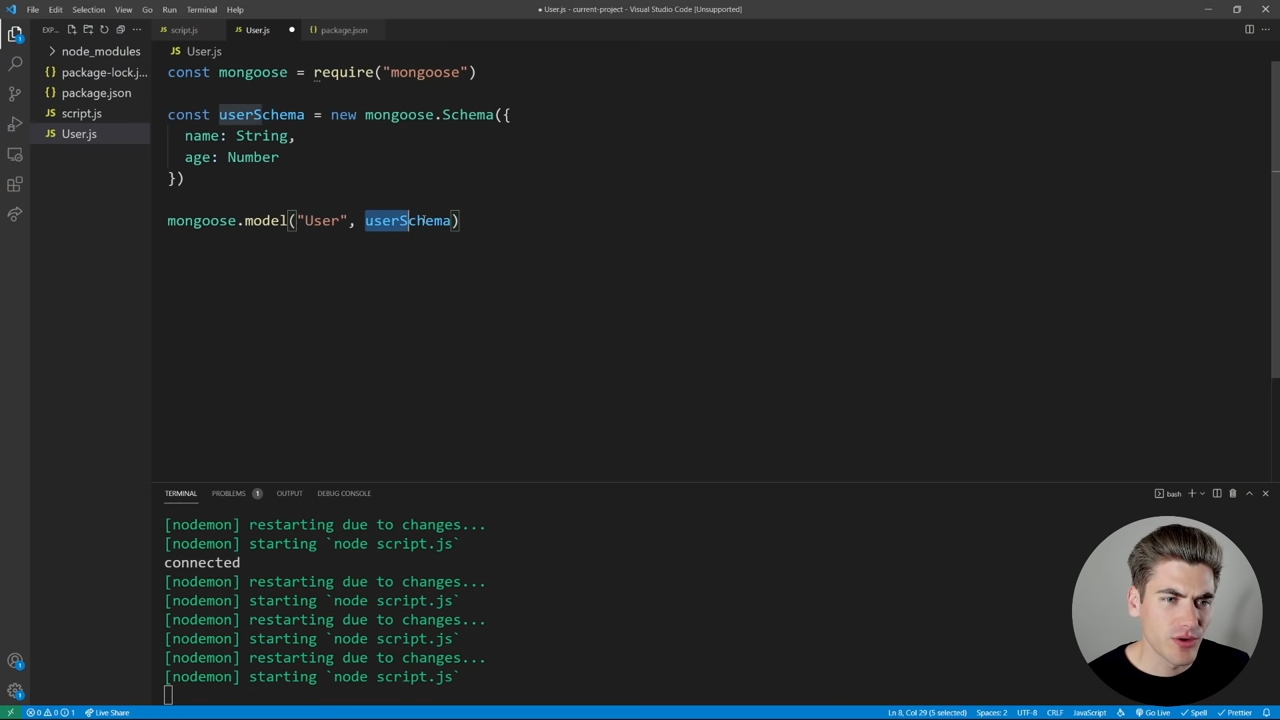 File Edit Selection View Go Run Terminal Help
● User.js - current-project - Visual Studio Code [Unsupported]
EXP...
script.js
User.js
package.json
node_modules
package-lock.j...
package.json
script.js
User.js
User.js
const mongoose = require("mongoose")
const userSchema = new mongoose.Schema({
name: String,
age: Number
})
mongoose.model("User", userSchema)
TERMINAL PROBLEMS 1 OUTPUT DEBUG CONSOLE
bash
[nodemon] restarting due to changes...
[nodemon] starting `node script.js`
connected
[nodemon] restarting due to changes...
[nodemon] starting `node script.js`
[nodemon] restarting due to changes...
[nodemon] starting `node script.js`
[nodemon] restarting due to changes...
[nodemon] starting `node script.js`
0 0 1 Live Share
Ln 8, Col 29 (5 selected) Spaces: 2 UTF-8 CRLF JavaScript Go Live Spell Prettier